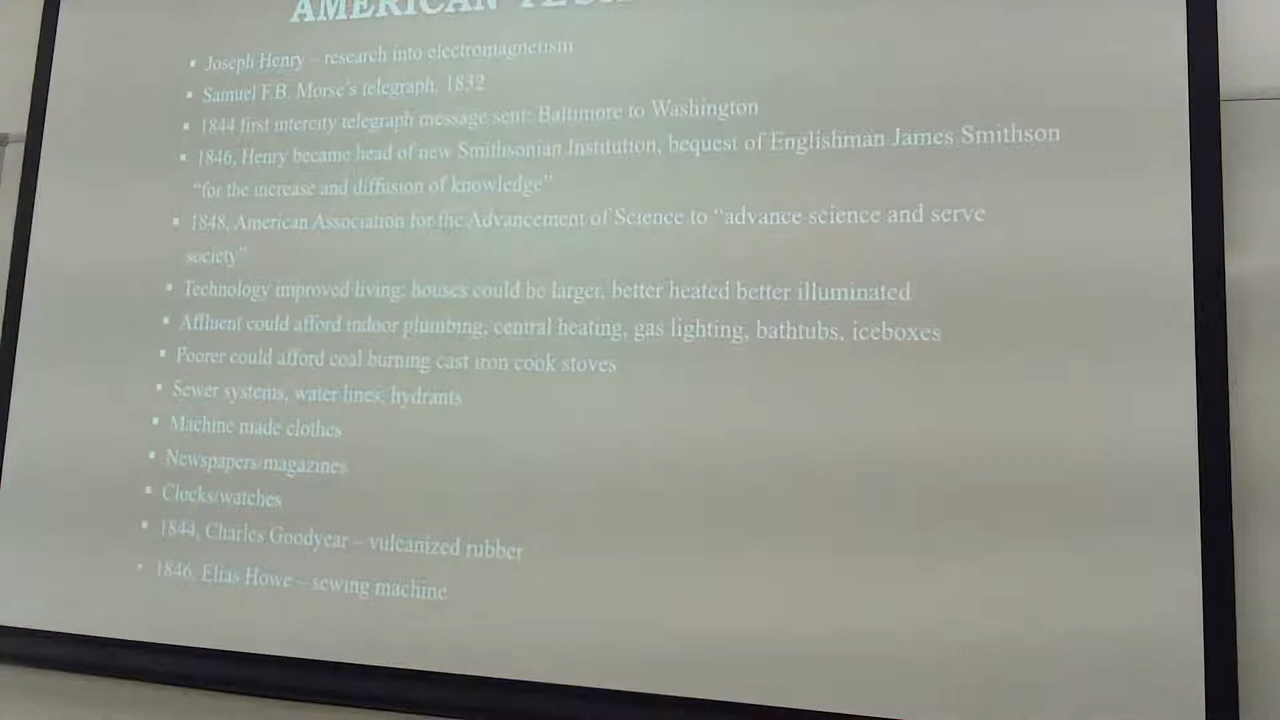 AMERICAN
▪ Joseph Henry – research into electromagnetism
▪ Samuel F.B. Morse's telegraph, 1832
▪ 1844 first intercity telegraph message sent: Baltimore to Washington
▪ 1846, Henry became head of new Smithsonian Institution, bequest of Englishman James Smithson
"for the increase and diffusion of knowledge"
▪ 1848, American Association for the Advancement of Science to "advance science and serve
society"
▪ Technology improved living; houses could be larger, better heated better illuminated
▪ Affluent could afford indoor plumbing, central heating, gas lighting, bathtubs, iceboxes
▪ Poorer could afford coal burning cast iron cook stoves
▪ Sewer systems, water lines, hydrants
▪ Machine made clothes
▪ Newspapers/magazines
▪ Clocks/watches
▪ 1844, Charles Goodyear – vulcanized rubber
▪ 1846, Elias Howe – sewing machine